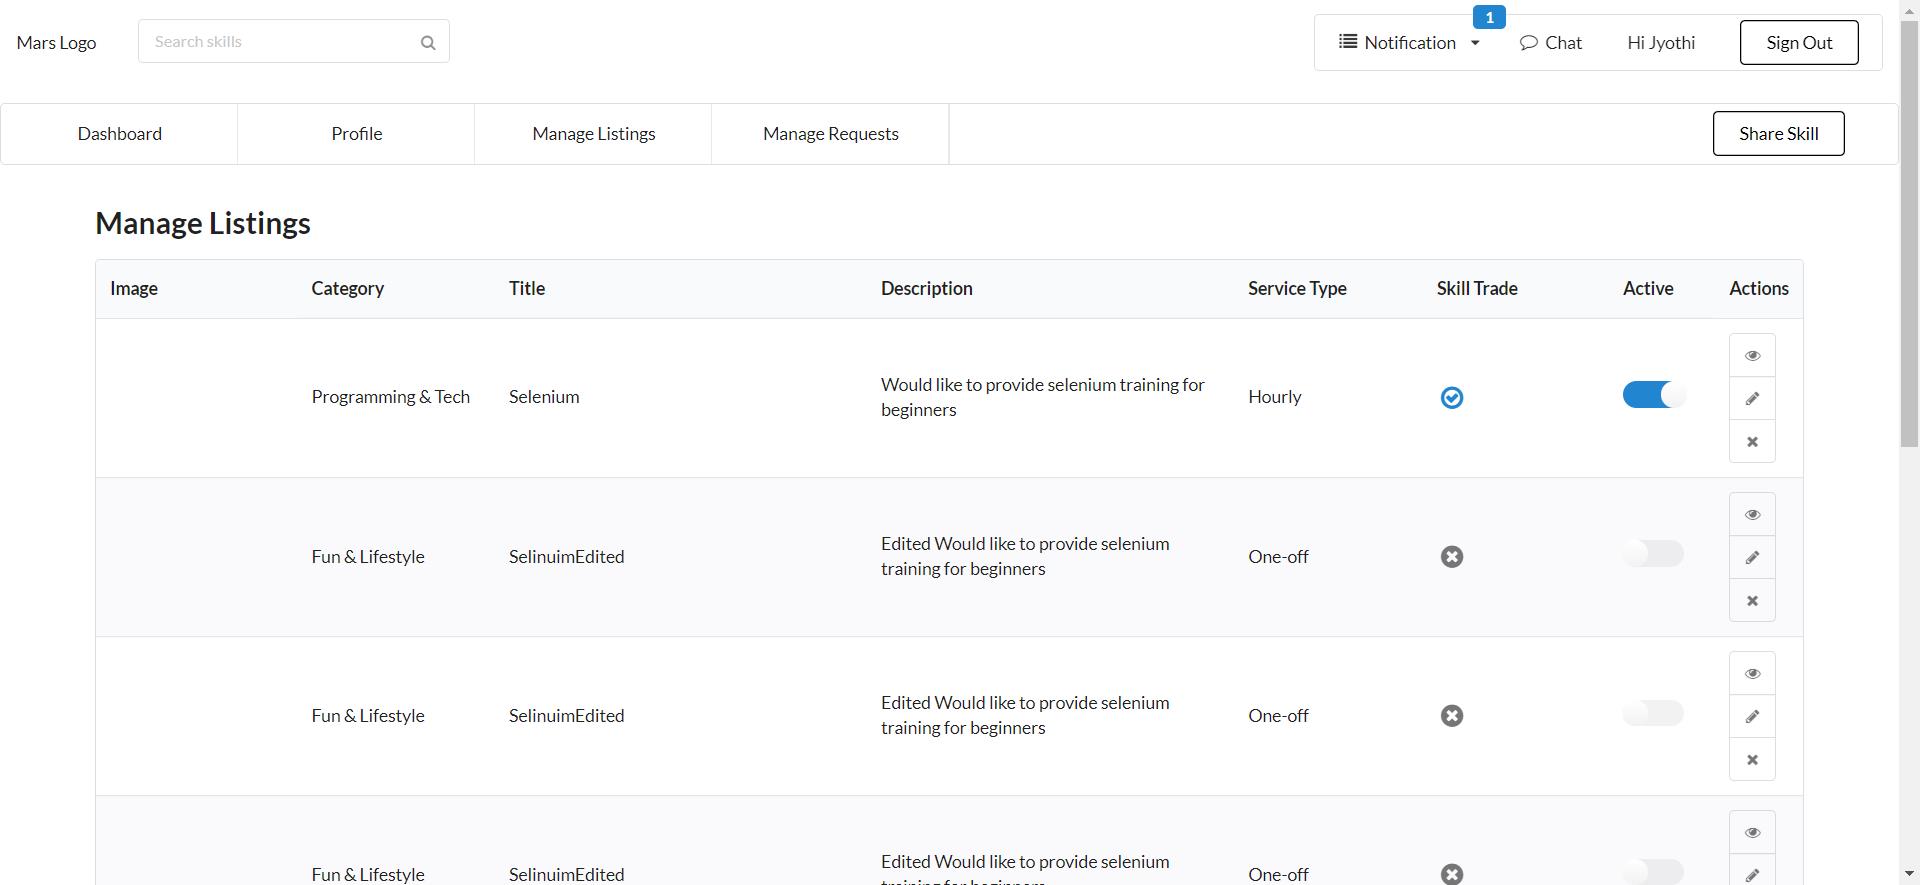 1
Mars Logo
Search skills
Notification
Chat
Hi Jyothi
Sign Out
Dashboard
Profile
Manage Listings
Manage Requests
Share Skill
Manage Listings
Image
Category
Title
Description
Service Type
Skill Trade
Active
Actions
Programming & Tech
Selenium
Would like to provide selenium training for
beginners
Hourly
Fun & Lifestyle
SelinuimEdited
Edited Would like to provide selenium
training for beginners
One-off
Fun & Lifestyle
SelinuimEdited
Edited Would like to provide selenium
training for beginners
One-off
Fun & Lifestyle
SelinuimEdited
Edited Would like to provide selenium
One-off